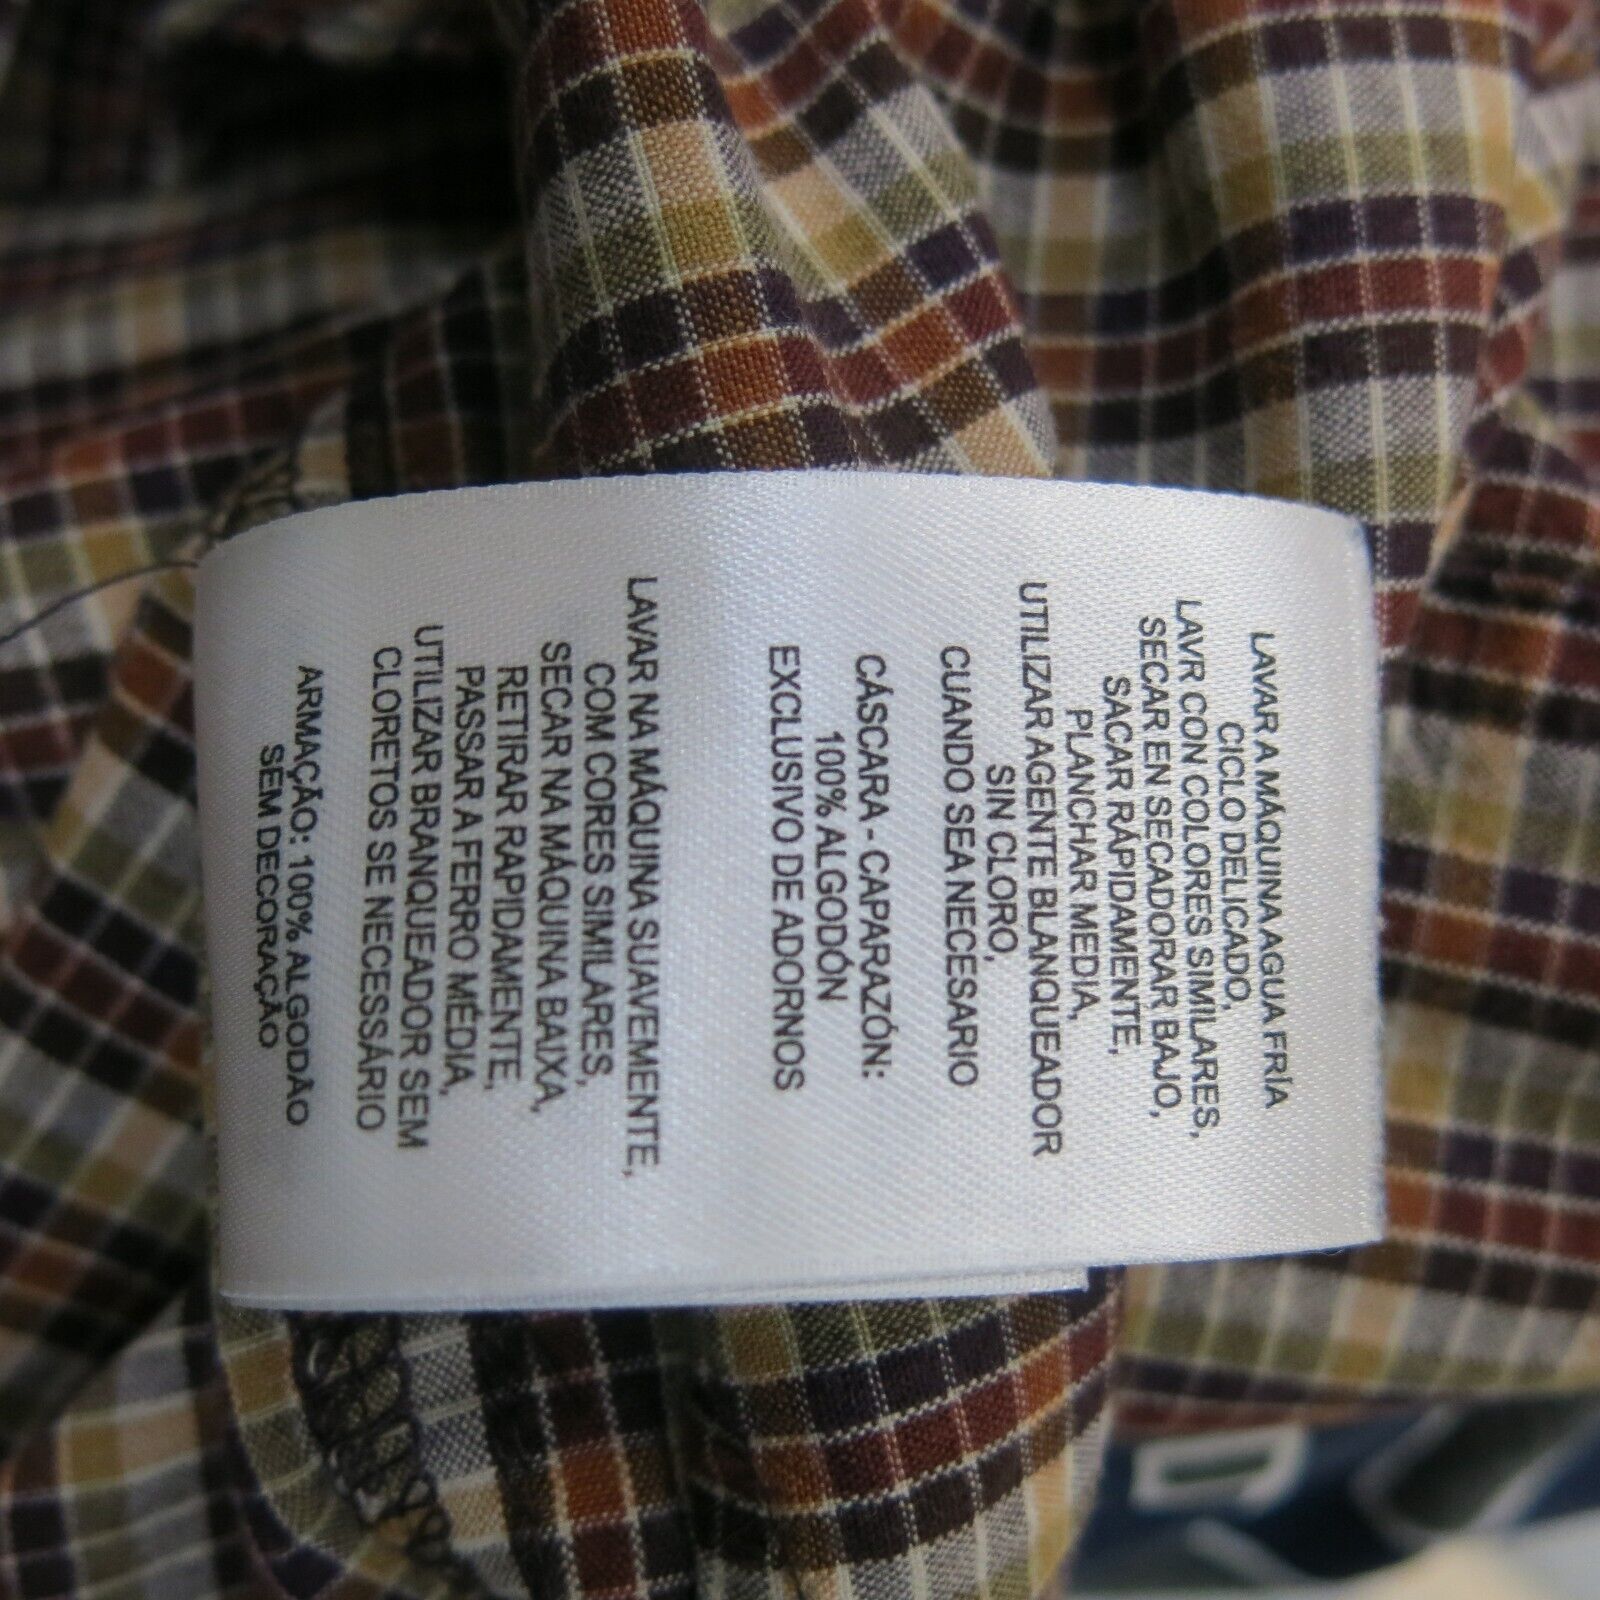 LAVAR A MÁQUINA AGUA FRÍA
CICLO DELICADO,
LAVR CON COLORES SIMILARES,
SECAR EN SECADORAR BAJO,
SACAR RÁPIDAMENTE,
PLANCHAR MEDIA,
UTILIZAR AGENTE BLANQUEADOR
SIN CLORO,
CUANDO SEA NECESARIO
CÁSCARA - CAPARAZÓN:
100% ALGODÓN
EXCLUSIVO DE ADORNOS
LAVAR NA MÁQUINA SUAVEMENTE,
COM CORES SIMILARES,
SECAR NA MÁQUINA BAIXA,
RETIRAR RAPIDAMENTE,
PASSAR A FERRO MÉDIA,
UTILIZAR BRANQUEADOR SEM
CLORETOS SE NECESSÁRIO
ARMAÇÃO: 100% ALGODÃO
SEM DECORAÇÃO